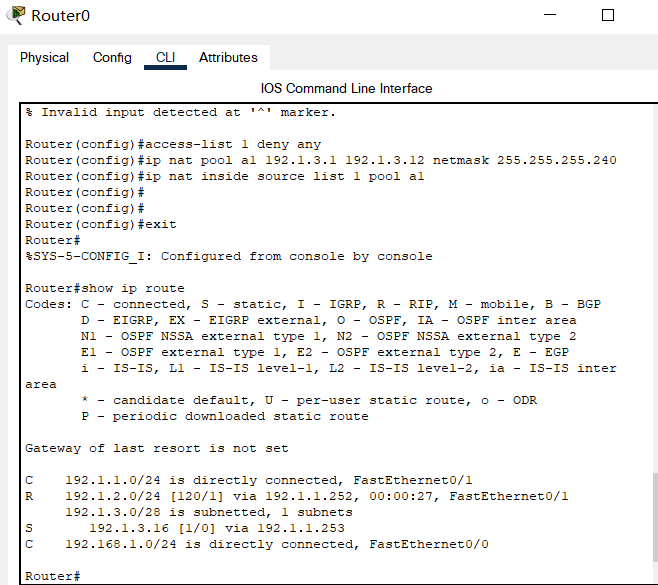 Router0
Physical Config CLI Attributes
IOS Command Line Interface
% Invalid input detected at '^' marker.
Router(config)#access-list 1 deny any
Router(config)#ip nat pool a1 192.1.3.1 192.1.3.12 netmask 255.255.255.240
Router(config)#ip nat inside source list 1 pool a1
Router(config)#
Router(config)#
Router(config)#exit
Router#
%SYS-5-CONFIG_I: Configured from console by console
Router#show ip route
Codes: C - connected, S - static, I - IGRP, R - RIP, M - mobile, B - BGP
D - EIGRP, EX - EIGRP external, O - OSPF, IA - OSPF inter area
N1 - OSPF NSSA external type 1, N2 - OSPF NSSA external type 2
E1 - OSPF external type 1, E2 - OSPF external type 2, E - EGP
i - IS-IS, L1 - IS-IS level-1, L2 - IS-IS level-2, ia - IS-IS inter
area
* - candidate default, U - per-user static route, o - ODR
P - periodic downloaded static route
Gateway of last resort is not set
C 192.1.1.0/24 is directly connected, FastEthernet0/1
R 192.1.2.0/24 [120/1] via 192.1.1.252, 00:00:27, FastEthernet0/1
192.1.3.0/28 is subnetted, 1 subnets
S 192.1.3.16 [1/0] via 192.1.1.253
C 192.168.1.0/24 is directly connected, FastEthernet0/0
Router#